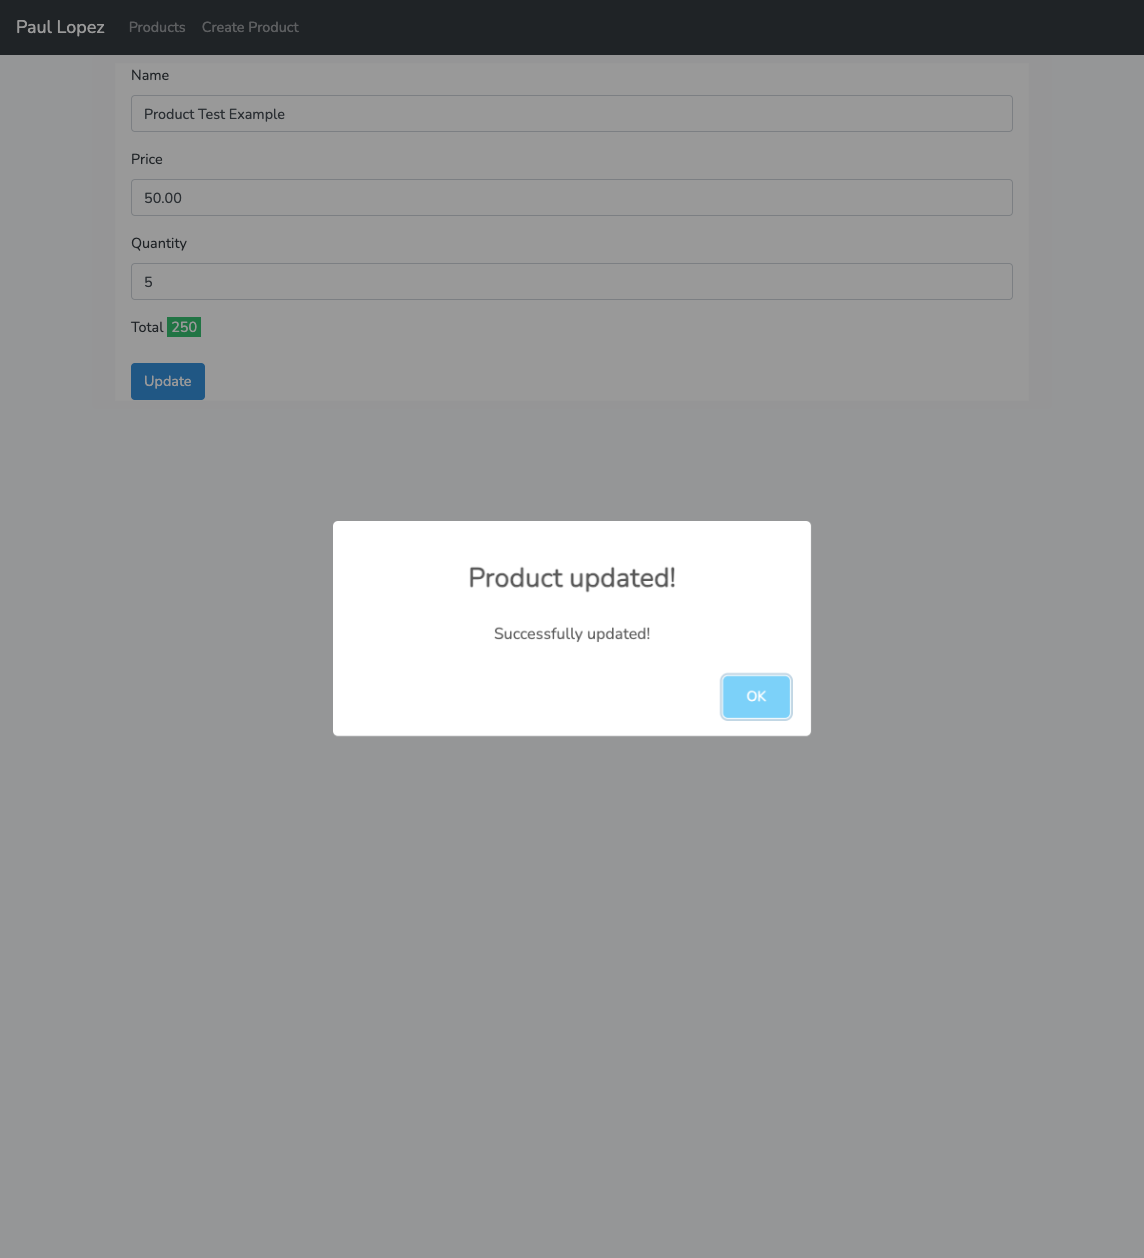 Paul Lopez Products Create Product
Name
Product Test Example
Price
50.00
Quantity
5
Total 250
Update
Product updated!
Successfully updated!
OK